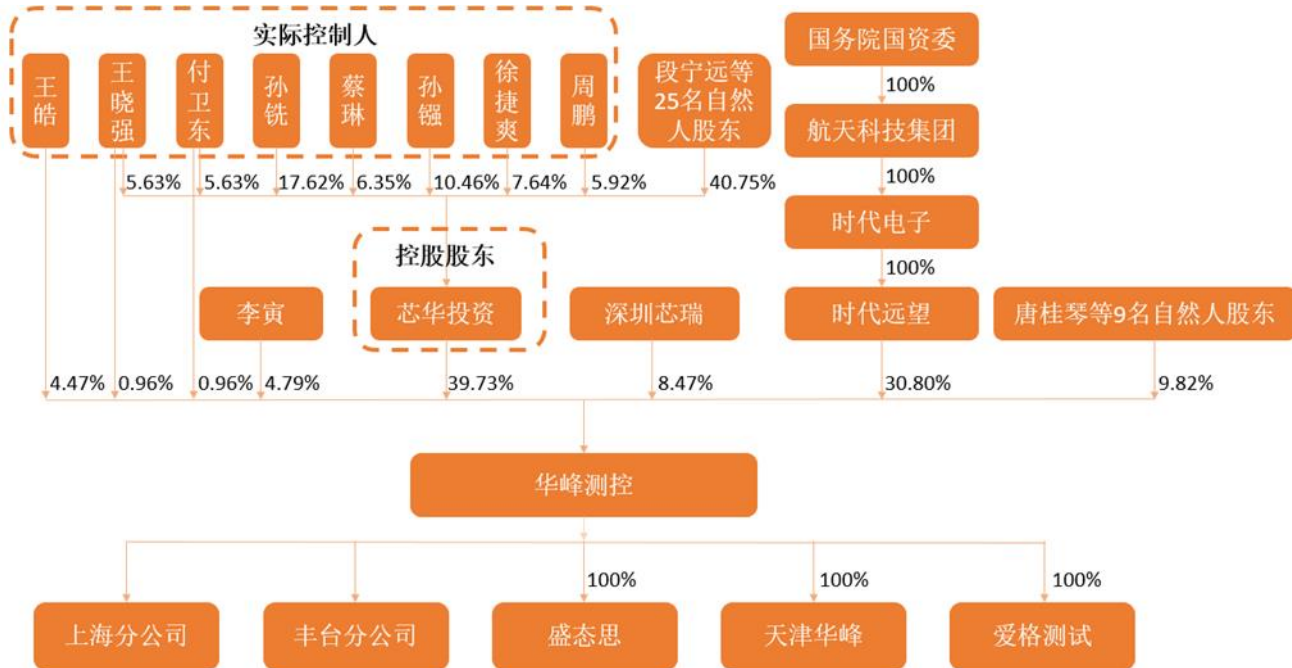 实际控制人
王皓
王晓强
付卫东
孙铣
蔡琳
孙镪
徐捷爽
周鹏
段宁远等
25名自然
人股东
国务院国资委
100%
航天科技集团
5.63%
5.63%
17.62%
6.35%
10.46%
7.64%
5.92%
40.75%
100%
时代电子
控股股东
100%
李寅
芯华投资
深圳芯瑞
时代远望
唐桂琴等9名自然人股东
4.47%
0.96%
0.96%
4.79%
39.73%
8.47%
30.80%
9.82%
华峰测控
100%
100%
100%
上海分公司
丰台分公司
盛态思
天津华峰
爱格测试